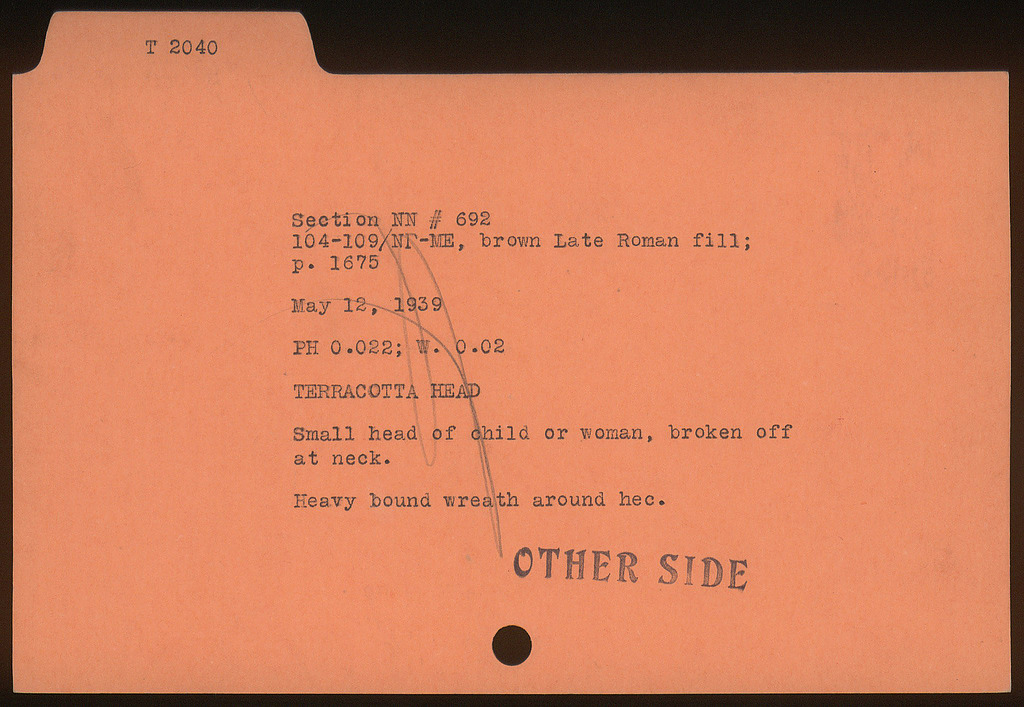 T 2040
Section NN # 692
104-109/NF-ME, brown Late Roman fill;
p. 1675
May 12, 1939
PH 0.022; W. 0.02
TERRACOTTA HEAD
Small head of child or woman, broken off
at neck.
Heavy bound wreath around hec.
OTHER SIDE